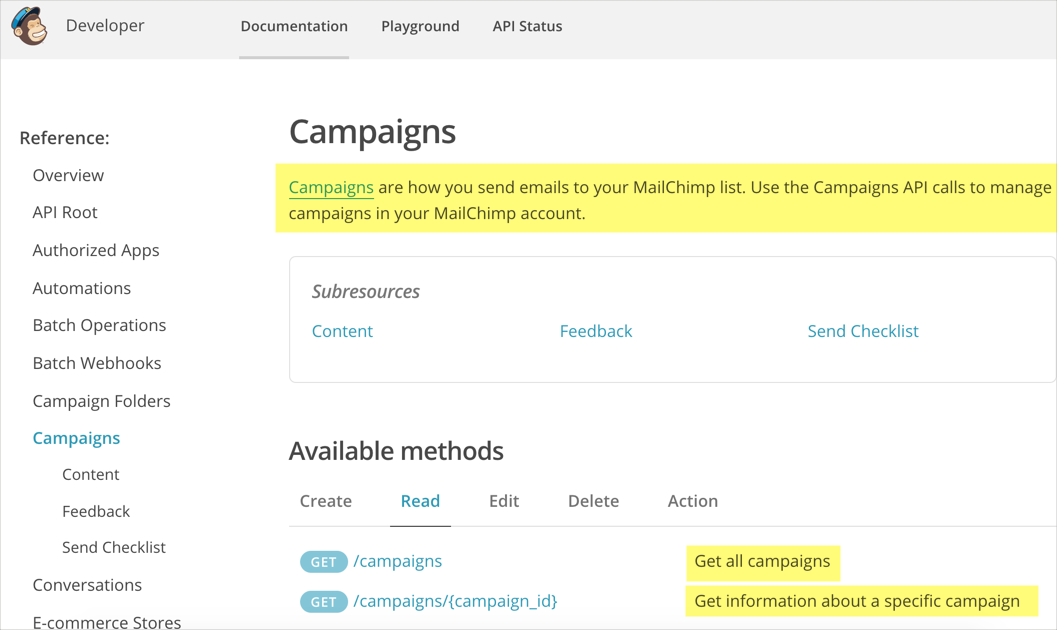 Developer
Documentation
Playground
API Status
Reference:
Overview
API Root
Authorized Apps
Automations
Batch Operations
Batch Webhooks
Campaign Folders
Campaigns
Content
Feedback
Send Checklist
Conversations
E-commerce Stores
Campaigns
Campaigns are how you send emails to your MailChimp list. Use the Campaigns API calls to manage
campaigns in your MailChimp account.
Subresources
Content
Feedback
Send Checklist
Available methods
Create
Read
Edit
Delete
Action
GET /campaigns
Get all campaigns
GET /campaigns/{campaign_id}
Get information about a specific campaign